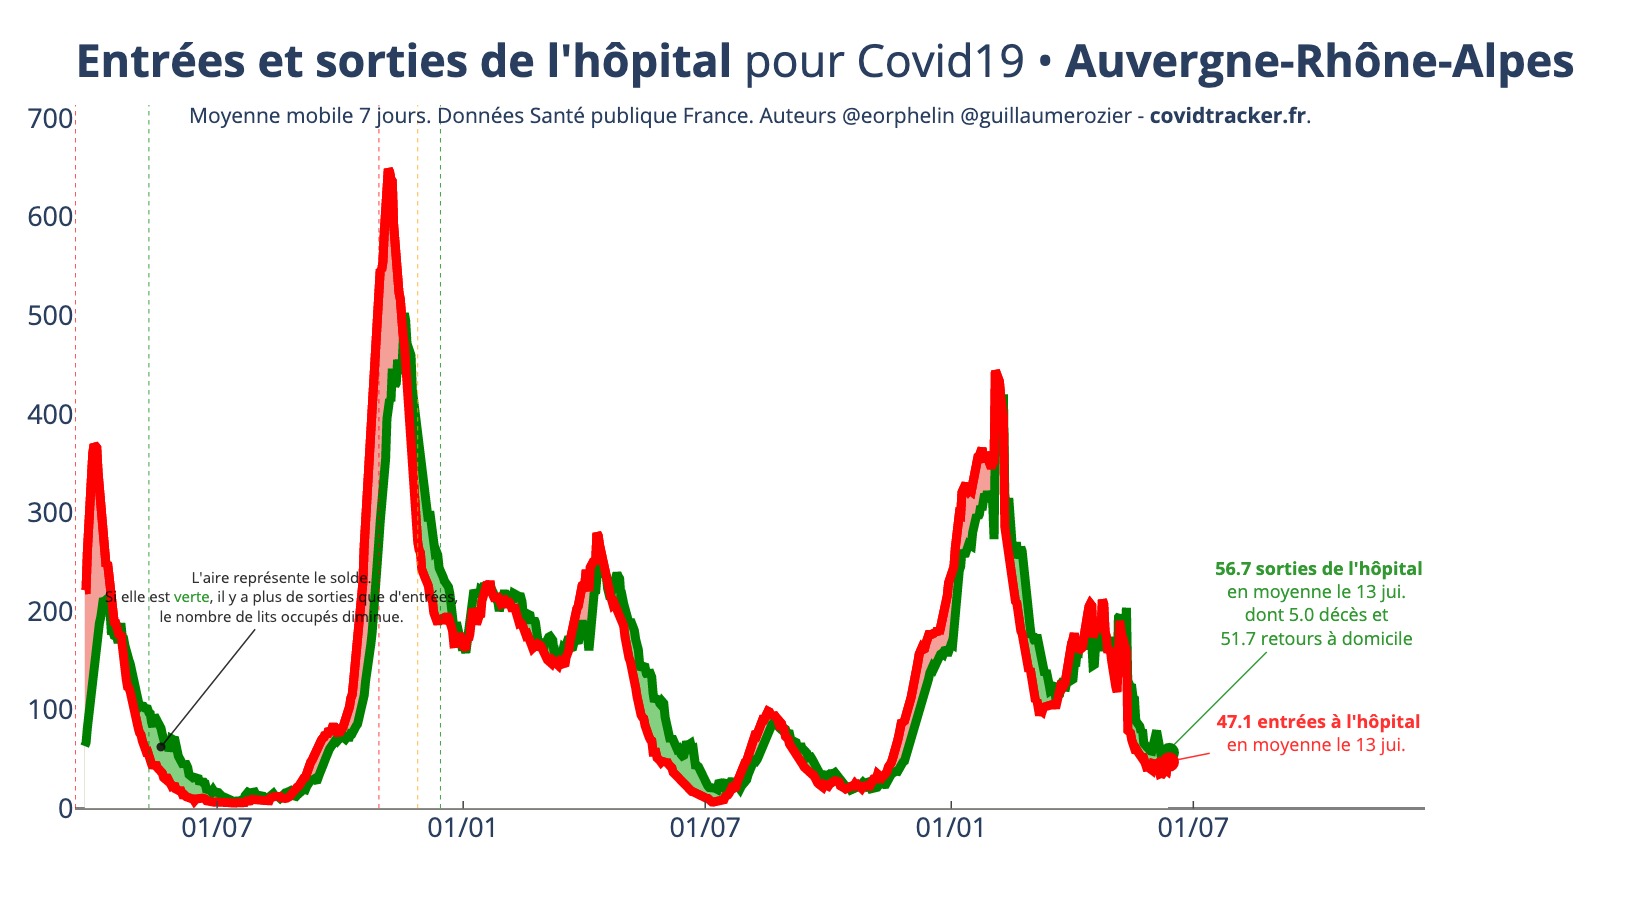 Entrées et sorties de l'hôpital pour Covid19 • Auvergne-Rhône-Alpes
Moyenne mobile 7 jours. Données Santé publique France. Auteurs @eorphelin @guillaumerozier - covidtracker.fr.
700
600
500
400
300
200
100
0
L'aire représente le solde.
Si elle est verte, il y a plus de sorties que d'entrées,
le nombre de lits occupés diminue.
56.7 sorties de l'hôpital
en moyenne le 13 jui.
dont 5.0 décès et
51.7 retours à domicile
47.1 entrées à l'hôpital
en moyenne le 13 jui.
01/07 01/01 01/07 01/01 01/07